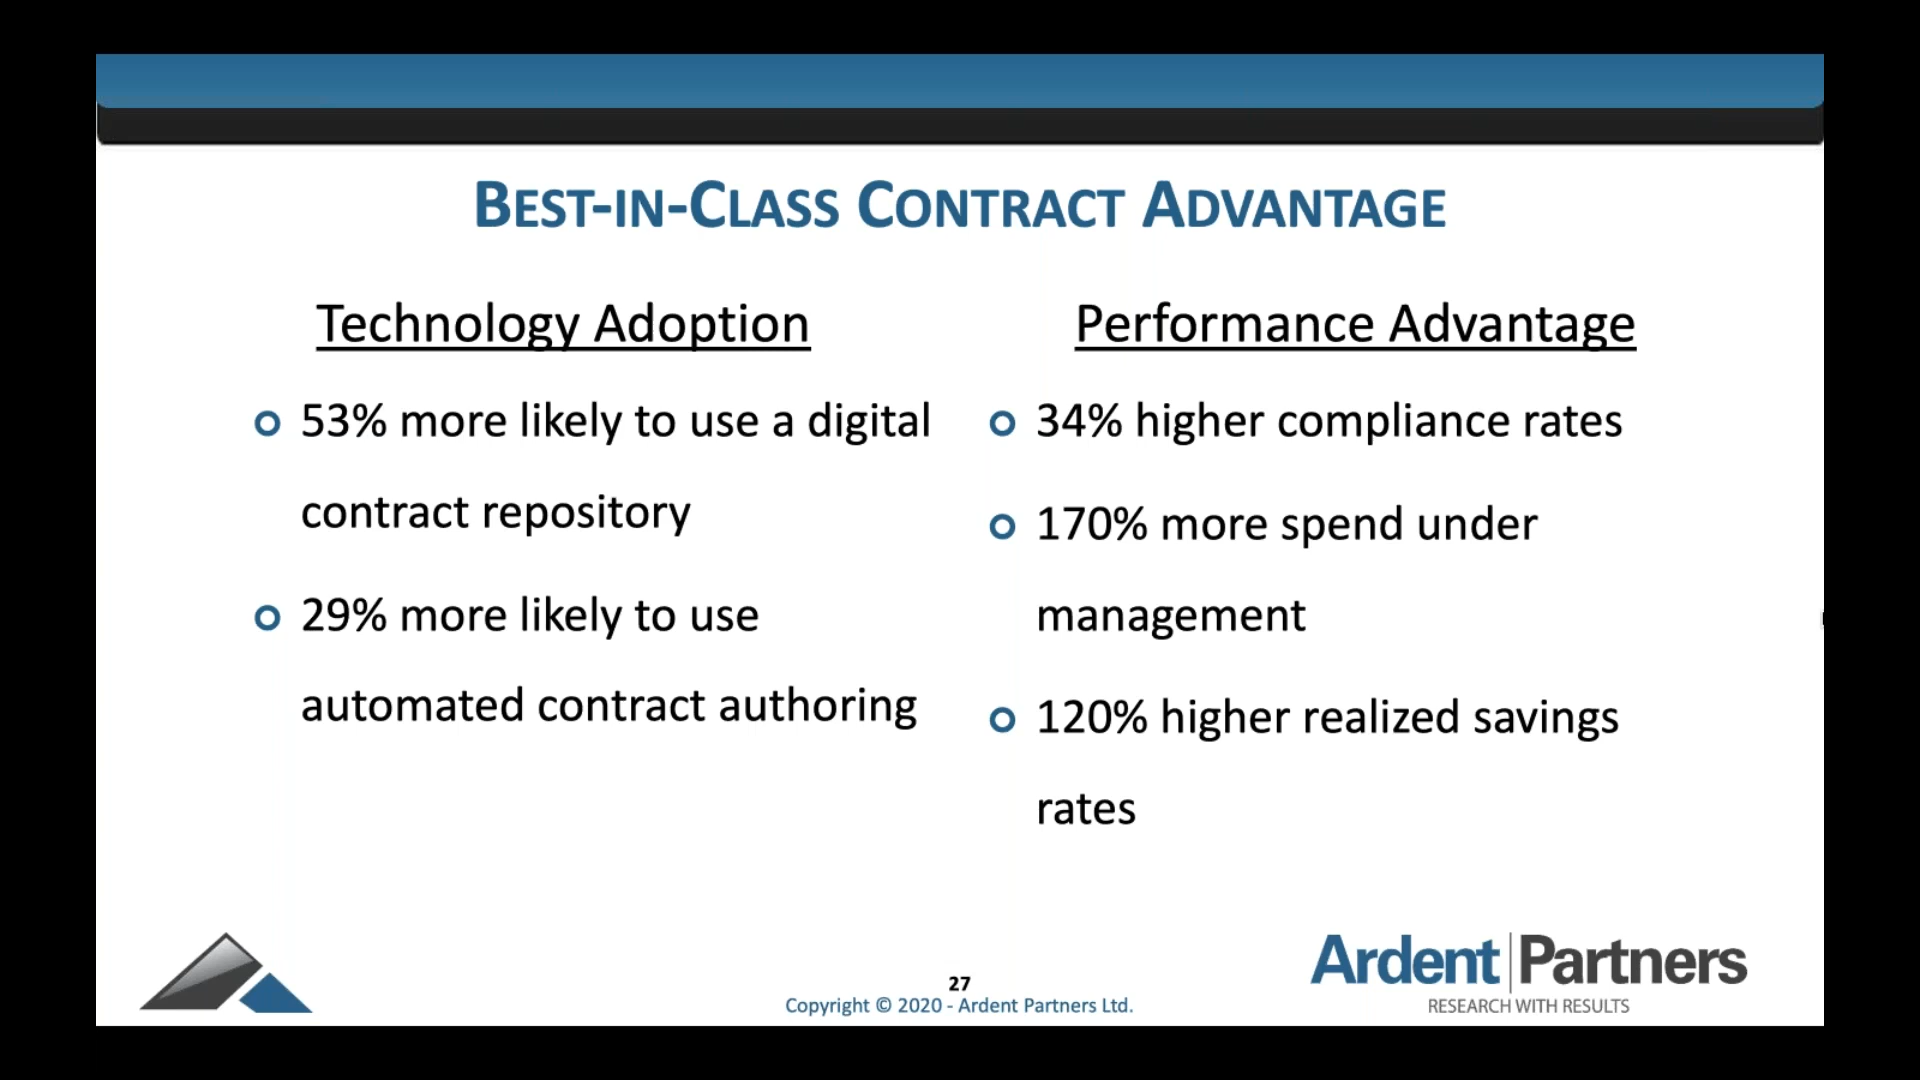 BEST-IN-CLASS CONTRACT ADVANTAGE
Technology Adoption
53% more likely to use a digital
contract repository
29% more likely to use
automated contract authoring
Performance Advantage
34% higher compliance rates
170% more spend under
management
120% higher realized savings
rates
27
Copyright © 2020 - Ardent Partners Ltd.
Ardent Partners
RESEARCH WITH RESULTS